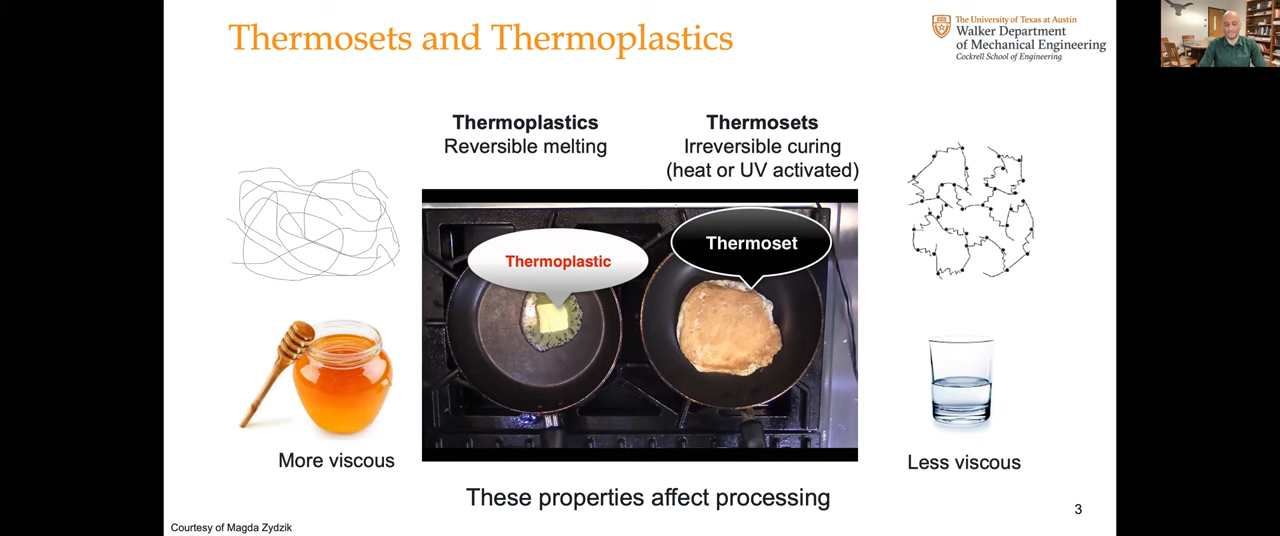 Thermosets and Thermoplastics
The University of Texas at Austin
Walker Department
of Mechanical Engineering
Cockrell School of Engineering
Thermoplastics
Reversible melting
Thermosets
Irreversible curing
(heat or UV activated)
Thermoplastic
Thermoset
More viscous
Less viscous
These properties affect processing
3
Courtesy of Magda Zydzik